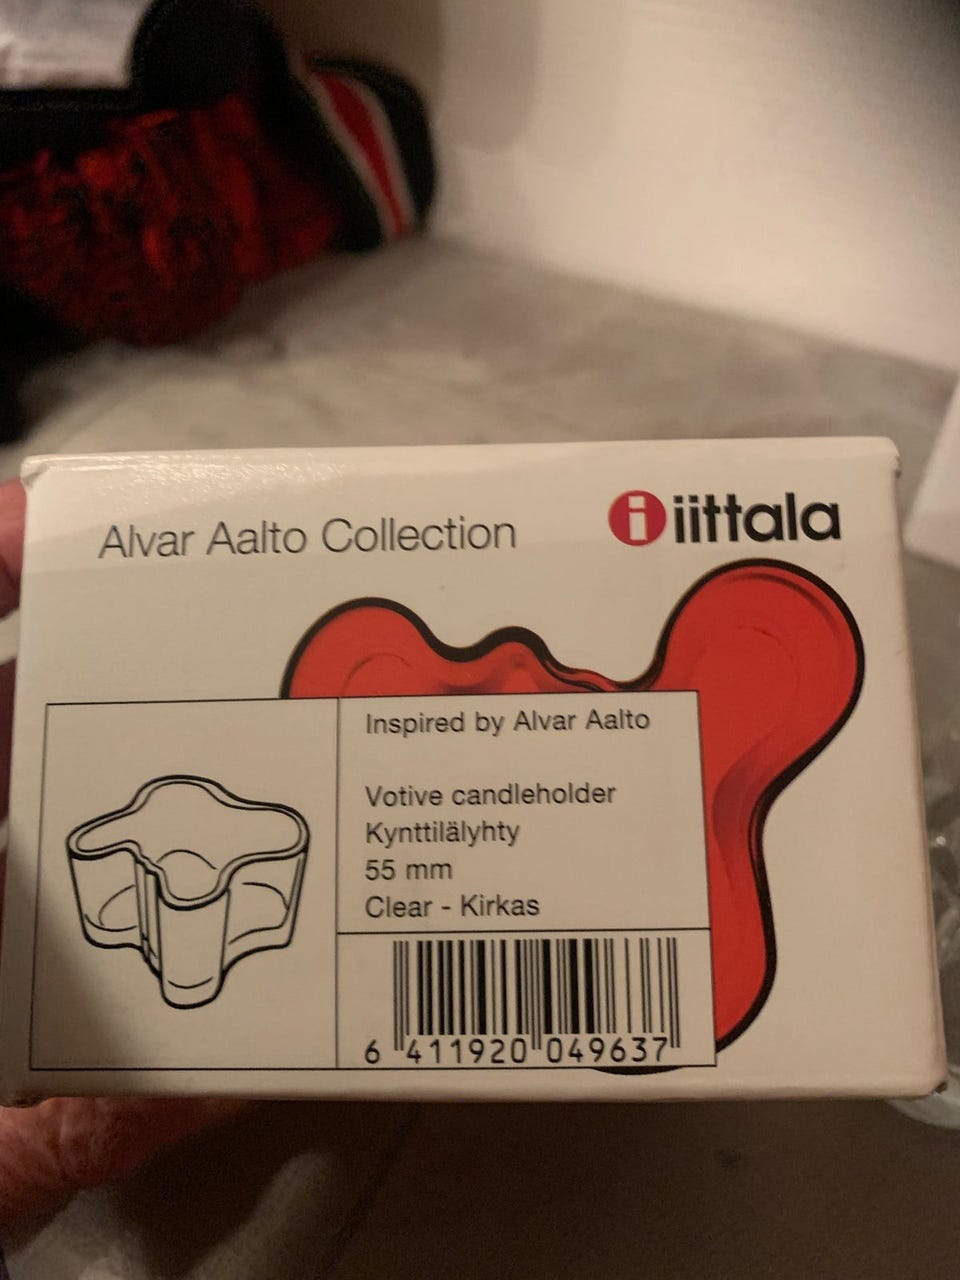 Alvar Aalto Collection
i iittala
Inspired by Alvar Aalto
Votive candleholder
Kynttilälyhty
55 mm
Clear - Kirkas
6 411920 049637